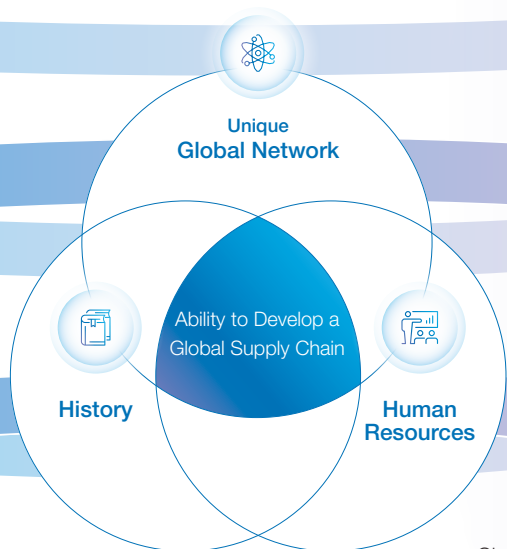 Unique
Global Network
Ability to Develop a
Global Supply Chain
History
Human
Resources